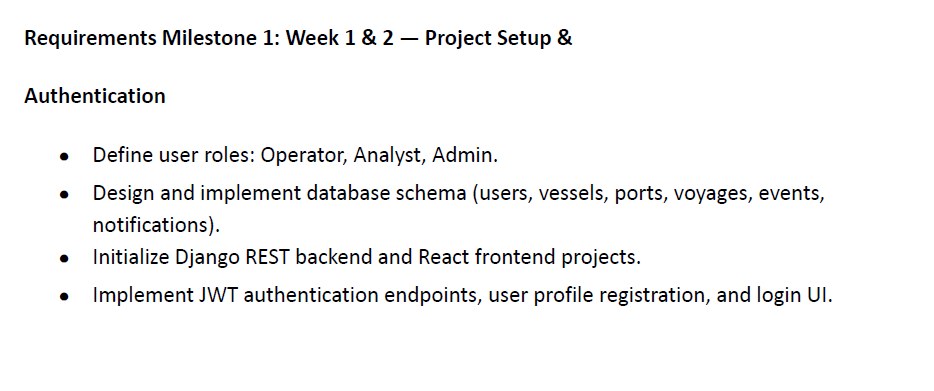 Requirements Milestone 1: Week 1 & 2 — Project Setup &
Authentication
● Define user roles: Operator, Analyst, Admin.
● Design and implement database schema (users, vessels, ports, voyages, events,
notifications).
● Initialize Django REST backend and React frontend projects.
● Implement JWT authentication endpoints, user profile registration, and login UI.